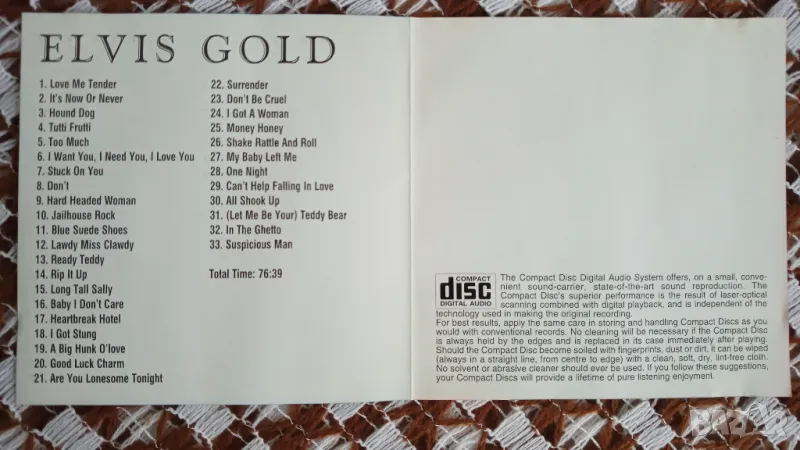 ELVIS GOLD
1. Love Me Tender
2. It's Now Or Never
3. Hound Dog
4. Tutti Frutti
5. Too Much
6. I Want You, I Need You, I Love You
7. Stuck On You
8. Don't
9. Hard Headed Woman
10. Jailhouse Rock
11. Blue Suede Shoes
12. Lawdy Miss Clawdy
13. Ready Teddy
14. Rip It Up
15. Long Tall Sally
16. Baby I Don't Care
17. Heartbreak Hotel
18. I Got Stung
19. A Big Hunk O'love
20. Good Luck Charm
21. Are You Lonesome Tonight
22. Surrender
23. Don't Be Cruel
24. I Got A Woman
25. Money Honey
26. Shake Rattle And Roll
27. My Baby Left Me
28. One Night
29. Can't Help Falling In Love
30. All Shook Up
31. (Let Me Be Your) Teddy Bear
32. In The Ghetto
33. Suspicious Man
Total Time: 76:39
COMPACT
disc
DIGITAL AUDIO
The Compact Disc Digital Audio System offers, on a small, conve-
nient sound-carrier, state-of-the-art sound reproduction. The
Compact Disc's superior performance is the result of laser-optical
scanning combined with digital playback, and is independent of the
technology used in making the original recording.
For best results, apply the same care in storing and handling Compact Discs as you
would with conventional records. No cleaning will be necessary if the Compact Disc
is always held by the edges and is replaced in its case immediately after playing.
Should the Compact Disc become soiled with fingerprints, dust or dirt, it can be wiped
(always in a straight line, from centre to edge) with a clean, soft, dry, lint-free cloth.
No solvent or abrasive cleaner should ever be used. If you follow these suggestions,
your Compact Discs will provide a lifetime of pure listening enjoyment.
BAZAR